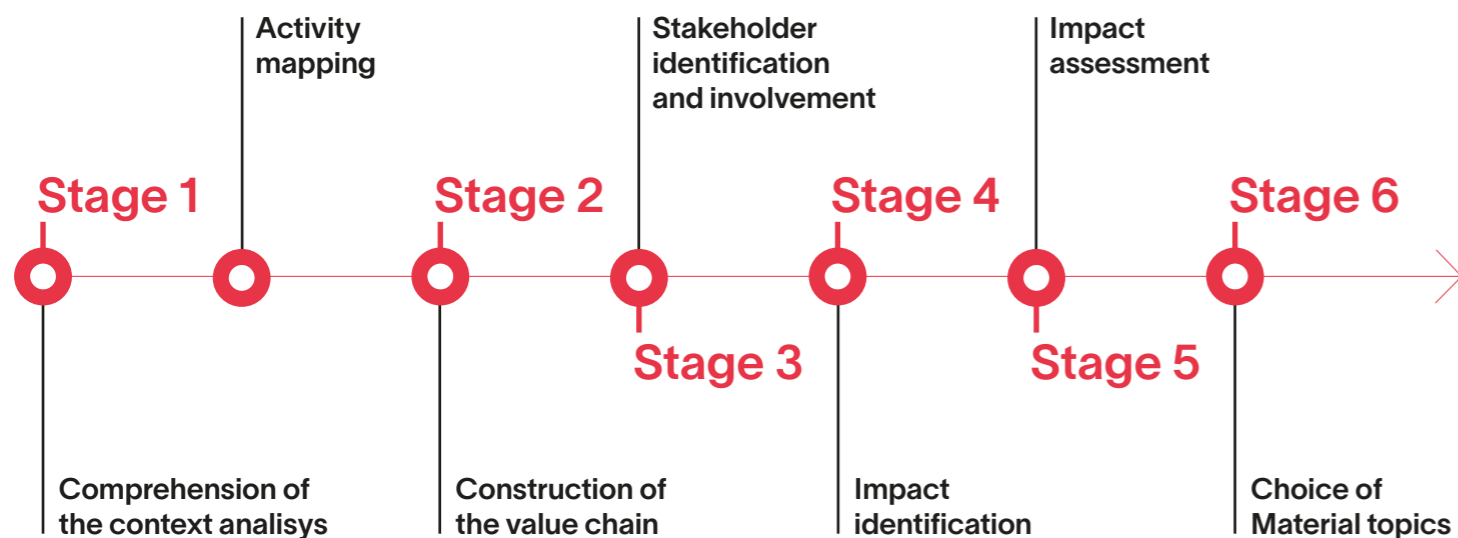 Activity
mapping
Stakeholder
identification
and involvement
Impact
assessment
Stage 1
Stage 2
Stage 4
Stage 6
Stage 3
Stage 5
Comprehension of
the context analisys
Construction of
the value chain
Impact
identification
Choice of
Material topics